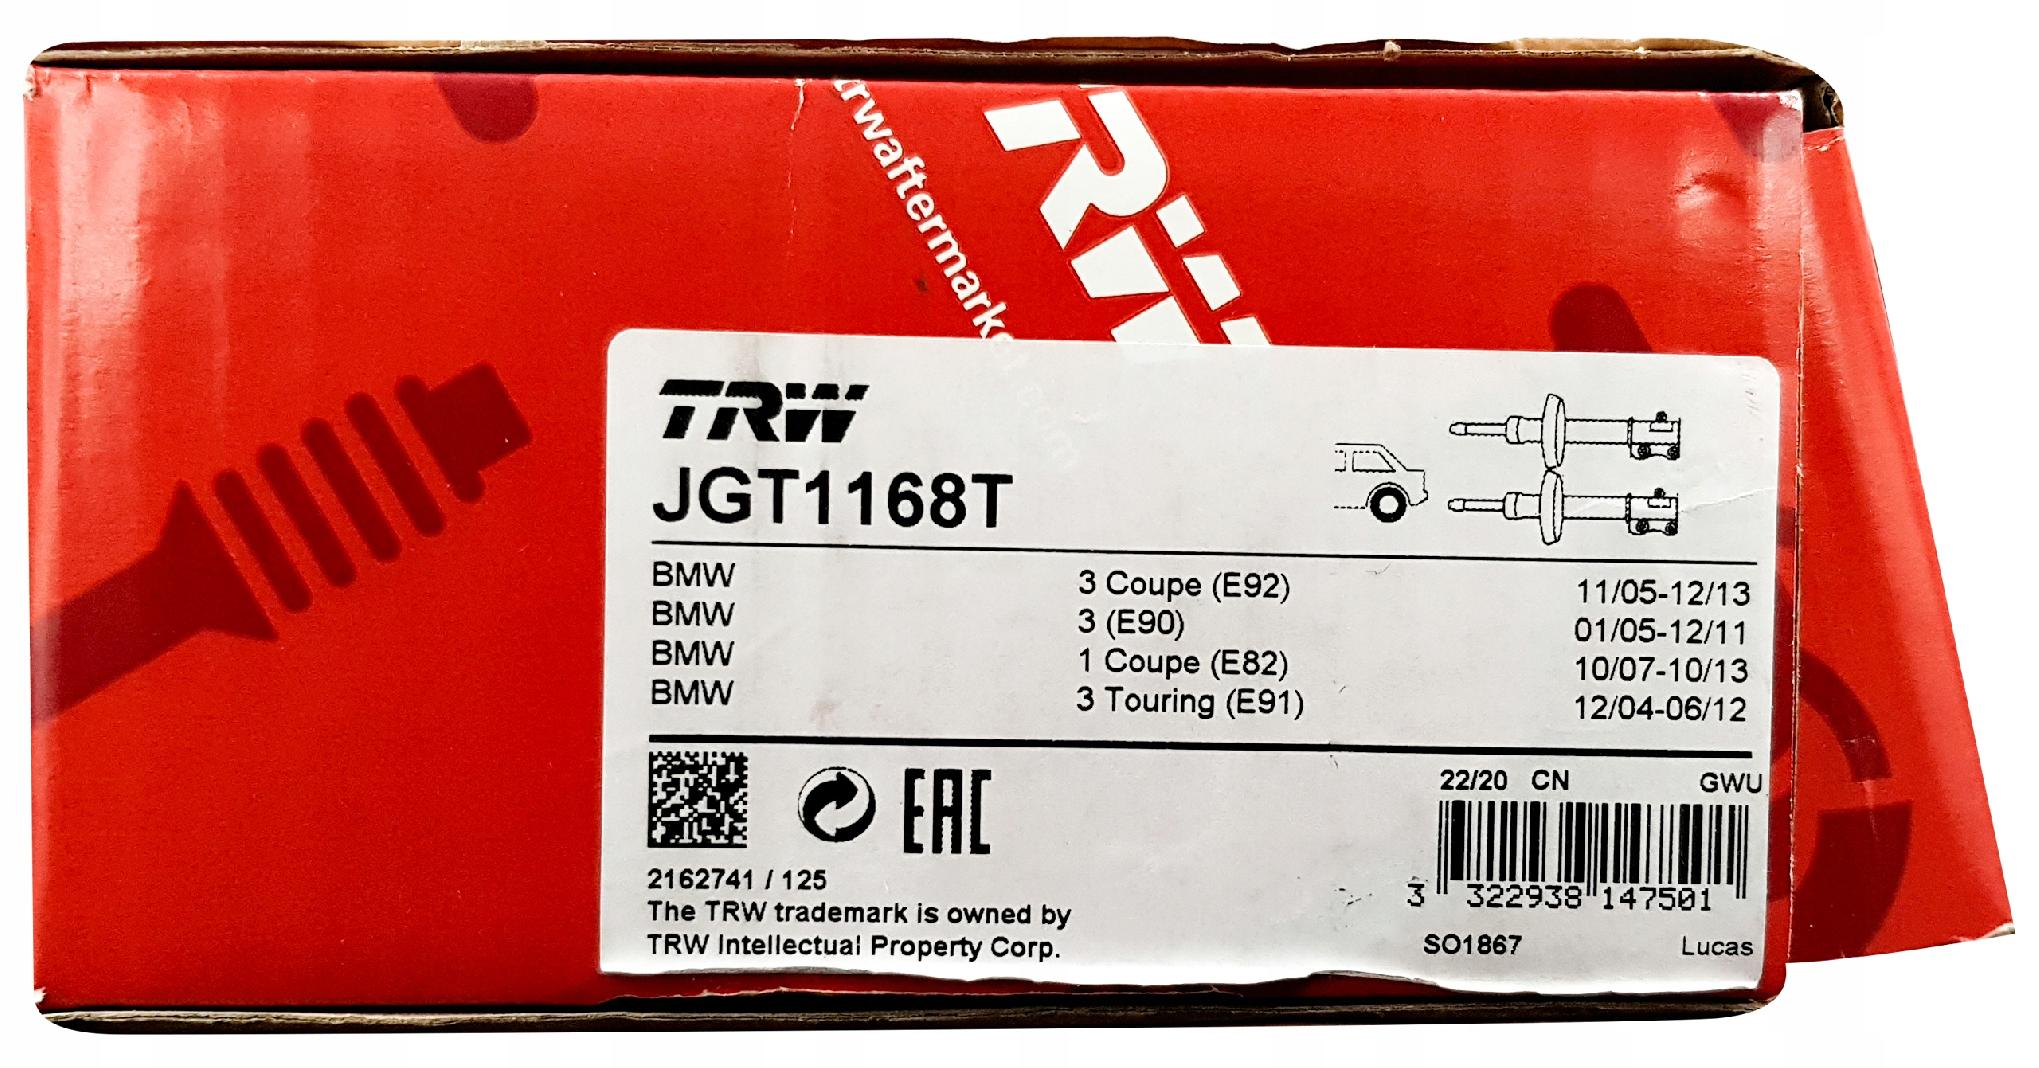 trwaftermarke
TRW
TRW
JGT1168T
BMW 3 Coupe (E92) 11/05-12/13
BMW 3 (E90) 01/05-12/11
BMW 1 Coupe (E82) 10/07-10/13
BMW 3 Touring (E91) 12/04-06/12
22/20 CN GWU
EAC
3 322938 147501
2162741 / 125
The TRW trademark is owned by
TRW Intellectual Property Corp.
SO1867 Lucas